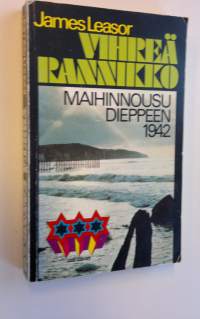 James Leasor
VIHREÄ
RANNIKKO
MAIHINNOUSU
DIEPPEEN
1942